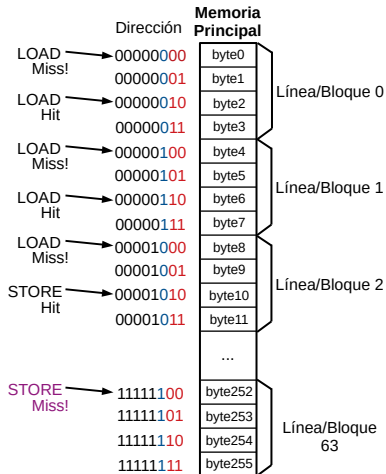 Dirección
Memoria
Principal
LOAD
Miss!
00000000
byte0
00000001
byte1
LOAD
Hit
00000010
byte2
00000011
byte3
Línea/Bloque 0
LOAD
Miss!
00000100
byte4
00000101
byte5
LOAD
Hit
00000110
byte6
00000111
byte7
Línea/Bloque 1
LOAD
Miss!
00001000
byte8
00001001
byte9
STORE
Hit
00001010
byte10
00001011
byte11
Línea/Bloque 2
...
STORE
Miss!
11111100
byte252
11111101
byte253
11111110
byte254
11111111
byte255
Línea/Bloque
63